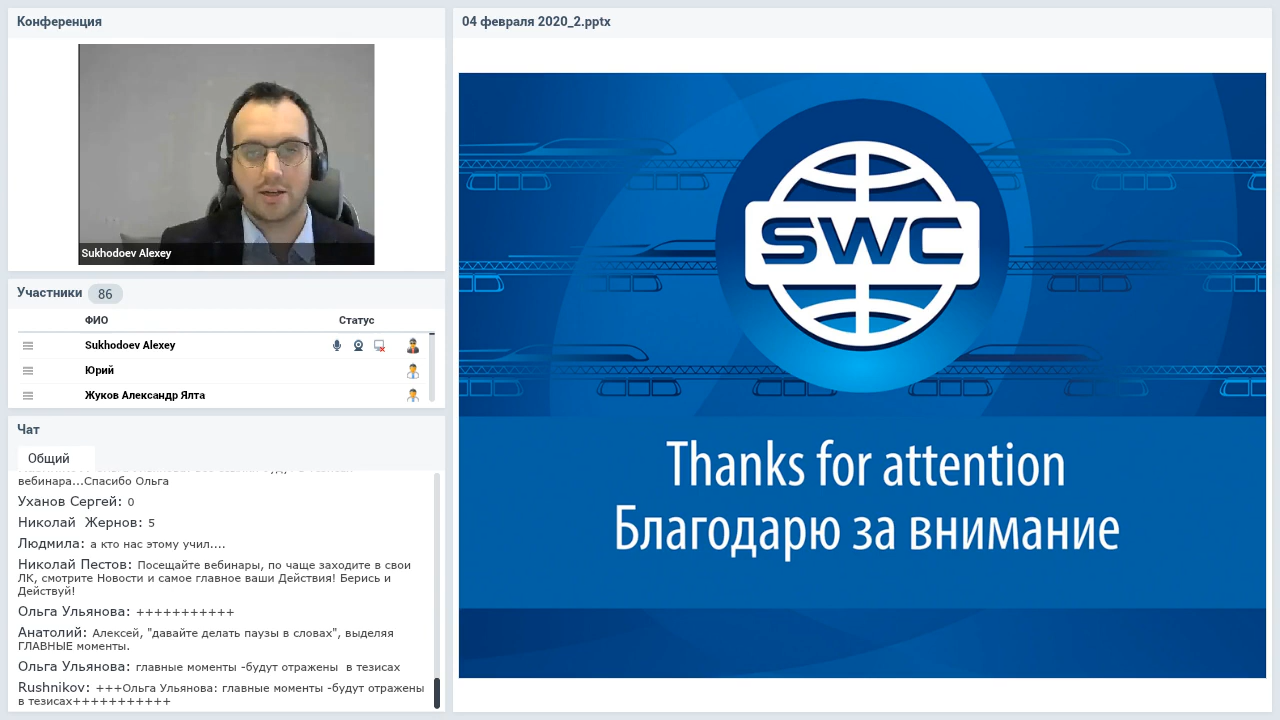 Конференция
Sukhodoev Alexey
Участники 86
ФИО Статус
Sukhodoev Alexey
Юрий
Жуков Александр Ялта
Чат
Общий
вебинара...Спасибо Ольга
Уханов Сергей: 0
Николай Жернов: 5
Людмила: а кто нас этому учил....
Николай Пестов: Посещайте вебинары, по чаще заходите в свои
ЛК, смотрите Новости и самое главное ваши Действия! Берись и
Действуй!
Ольга Ульянова: +++++++++++
Анатолий: Алексей, "давайте делать паузы в словах", выделяя
ГЛАВНЫЕ моменты.
Ольга Ульянова: главные моменты -будут отражены в тезисах
Rushnikov: +++Ольга Ульянова: главные моменты -будут отражены
в тезисах+++++++++++
04 февраля 2020_2.pptx
SWC
Thanks for attention
Благодарю за внимание